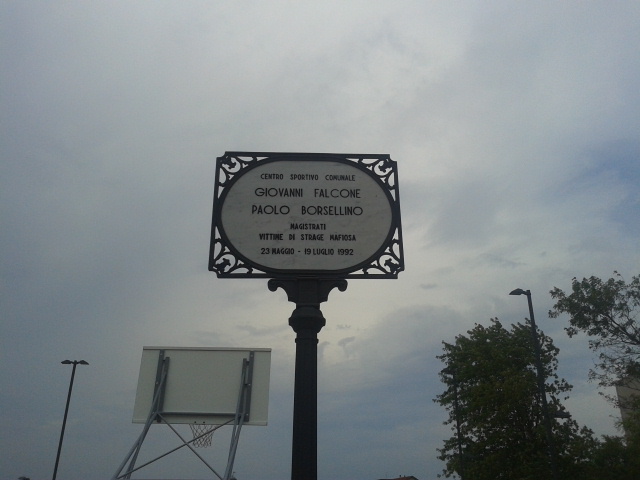 CENTRO SPORTIVO COMUNALE
GIOVANNI FALCONE
PAOLO BORSELLINO
MAGISTRATI
VITTIME DI STRAGE MAFIOSA
23 MAGGIO - 19 LUGLIO 1992